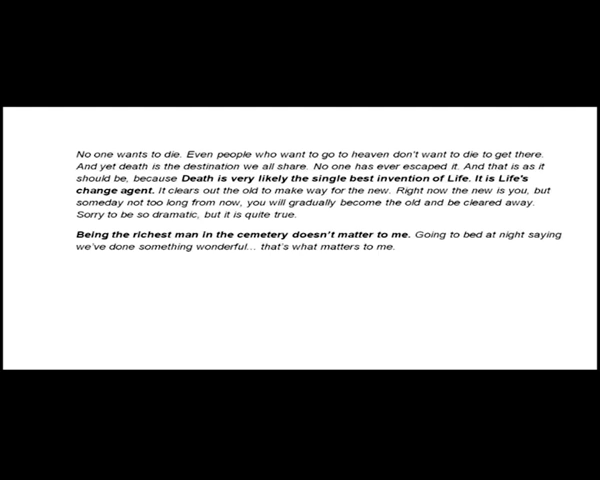 No one wants to die. Even people who want to go to heaven don't want to die to get there.
And yet death is the destination we all share. No one has ever escaped it. And that is as it
should be, because Death is very likely the single best invention of Life. It is Life's
change agent. It clears out the old to make way for the new. Right now the new is you, but
someday not too long from now, you will gradually become the old and be cleared away.
Sorry to be so dramatic, but it is quite true.
Being the richest man in the cemetery doesn't matter to me. Going to bed at night saying
we've done something wonderful... that's what matters to me.